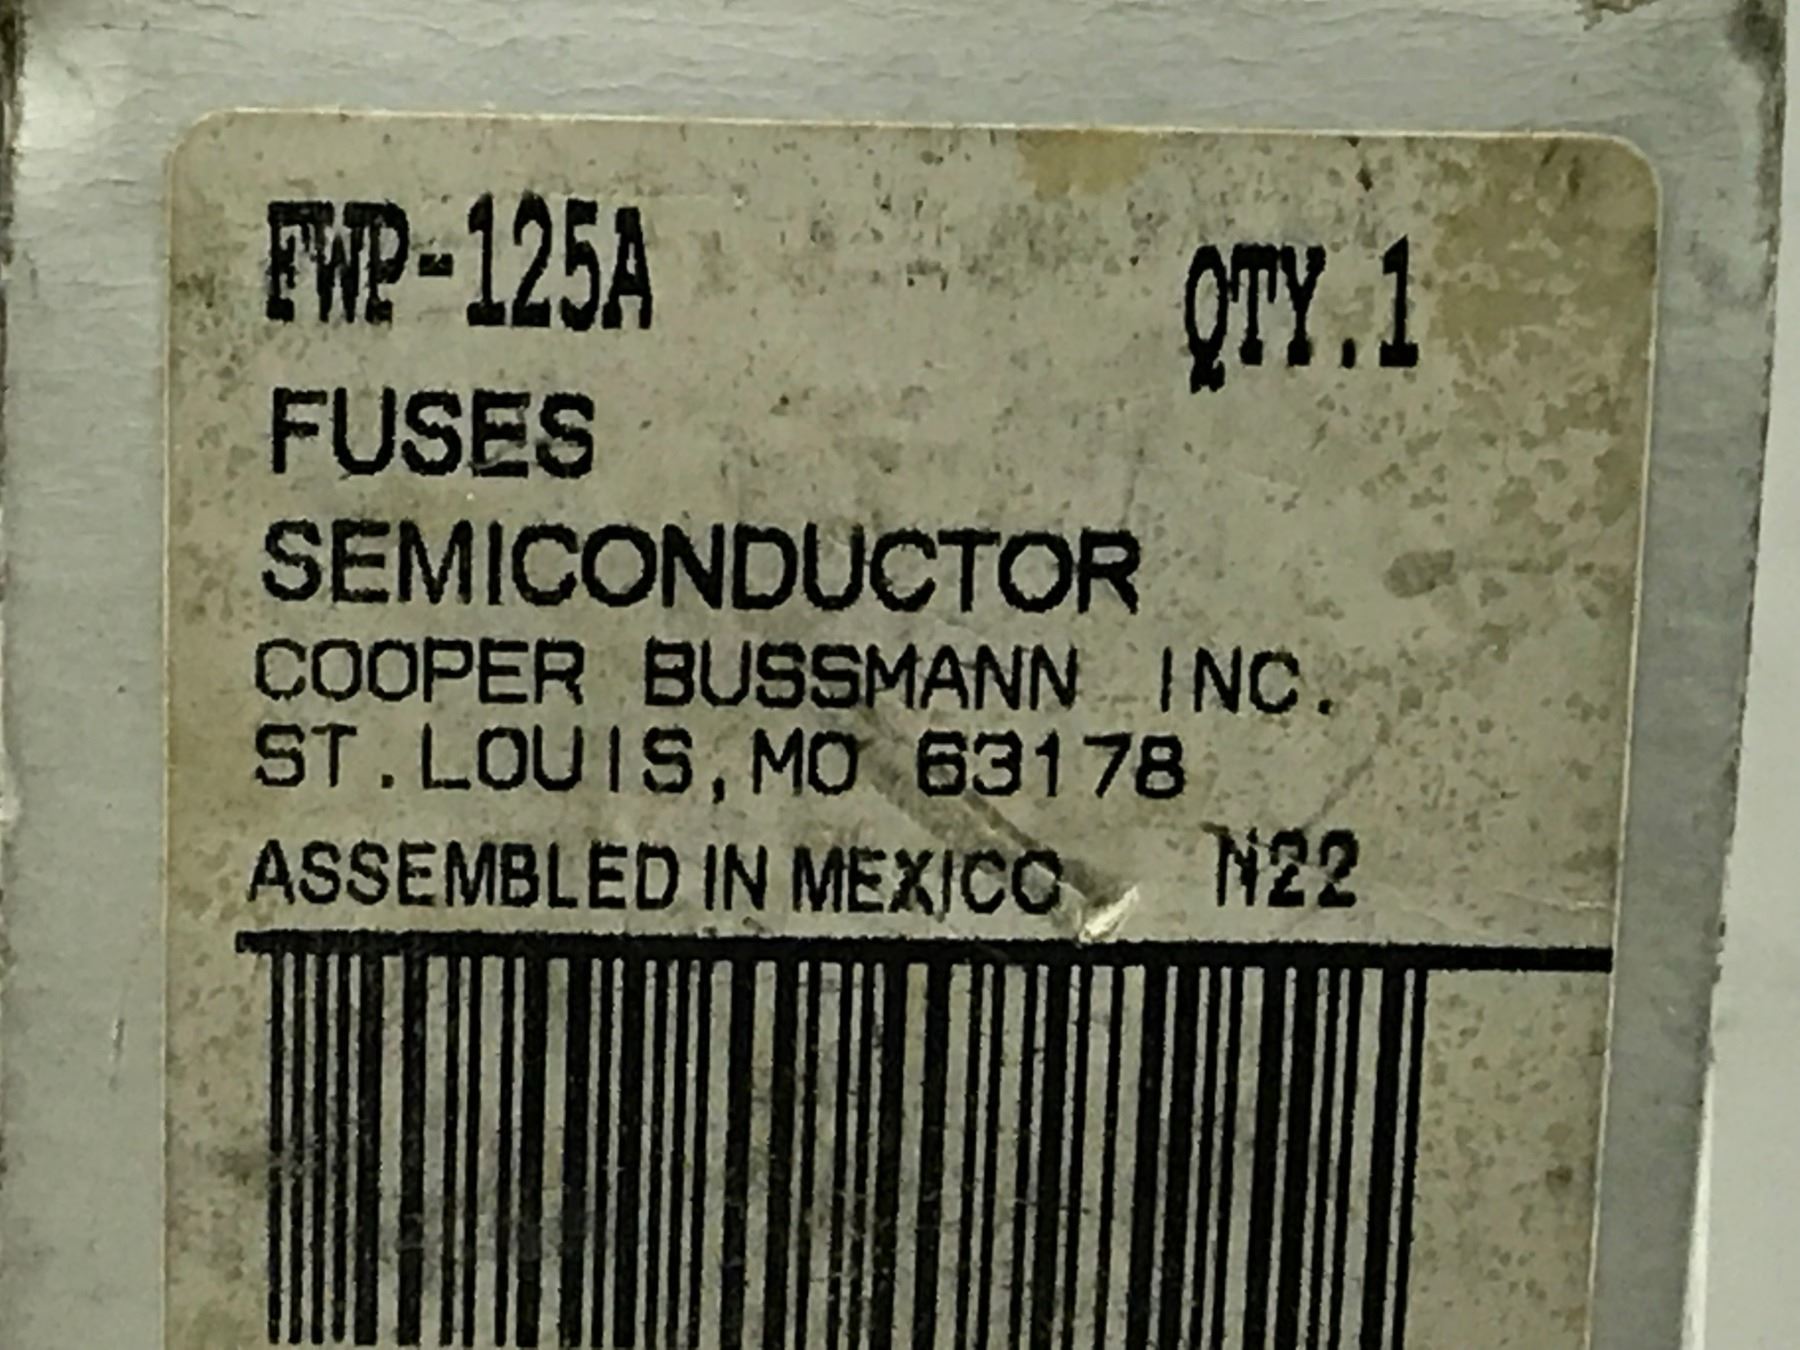 FWP-125A QTY.1
FUSES
SEMICONDUCTOR
COOPER BUSSMANN INC.
ST. LOUIS, MO 63178
ASSEMBLED IN MEXICO N22